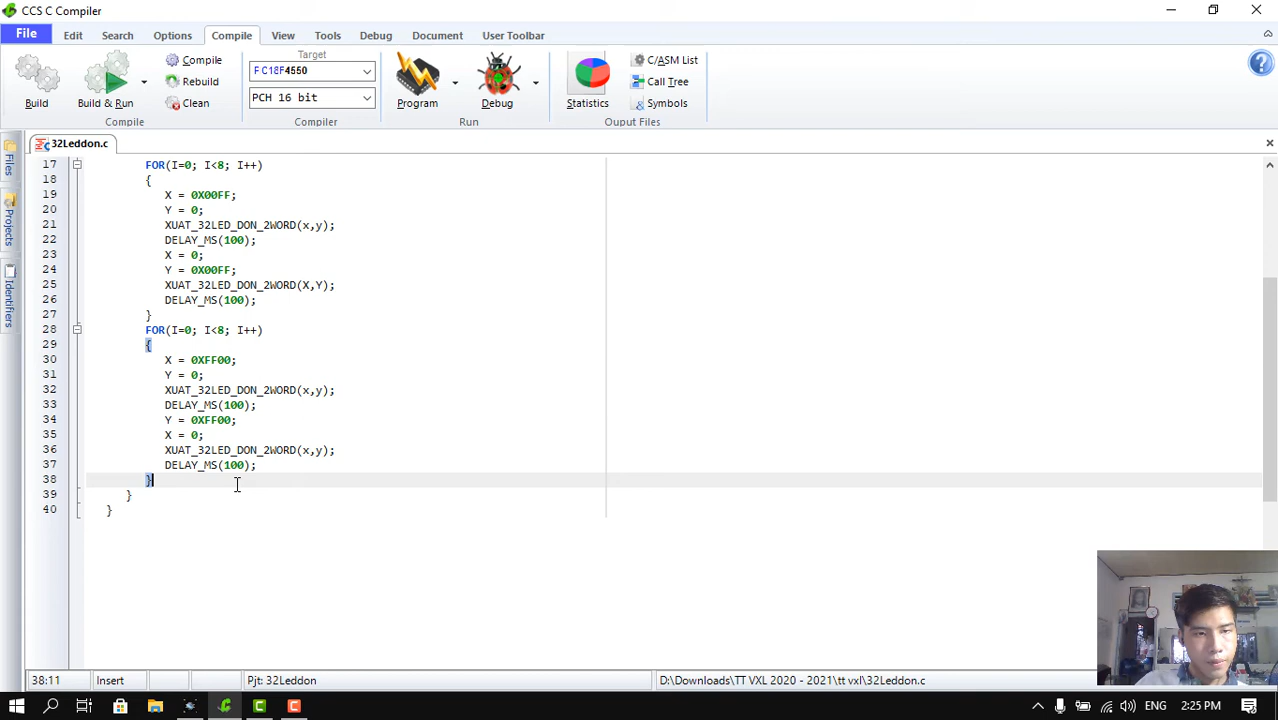 CCS C Compiler
File Edit Search Options Compile View Tools Debug Document User Toolbar
Build
Build & Run
Compile
Rebuild
Clean
Compile
Target
PCH 16 bit
Compiler
Program
Debug
Run
Statistics
C/ASM List
Call Tree
Symbols
Ouput Files
Files
Projects
Identifiers
32Leddon.c
17 FOR(I=0; I<8; I++)
18 {
19 X = 0X00FF;
20 Y = 0;
21 XUAT_32LED_DON_2WORD(x,y);
22 DELAY_MS(100);
23 X = 0;
24 Y = 0X00FF;
25 XUAT_32LED_DON_2WORD(X,Y);
26 DELAY_MS(100);
27 }
28 FOR(I=0; I<8; I++)
29 {
30 X = 0XFF00;
31 Y = 0;
32 XUAT_32LED_DON_2WORD(x,y);
33 DELAY_MS(100);
34 Y = 0XFF00;
35 X = 0;
36 XUAT_32LED_DON_2WORD(x,y);
37 DELAY_MS(100);
38 }
39 }
40 }
38:11 Insert Pjt: 32Leddon D:\Downloads\TT VXL 2020 - 2021\tt vxl\32Leddon.c
ENG 2:25 PM